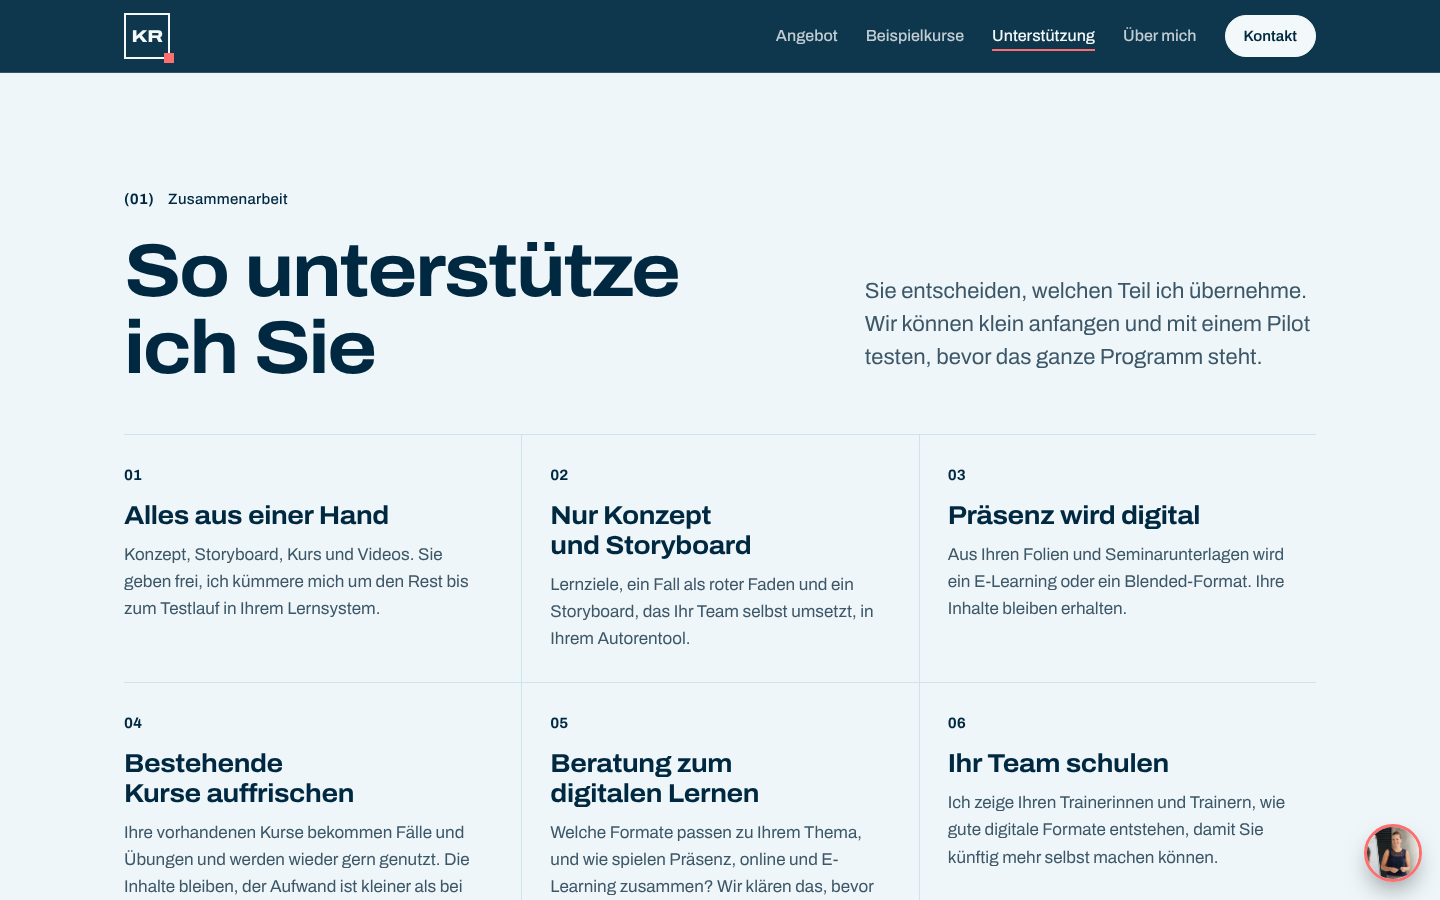 KR
Angebot
Beispielkurse
Unterstützung
Über mich
Kontakt
(01) Zusammenarbeit
So unterstütze
ich Sie
Sie entscheiden, welchen Teil ich übernehme.
Wir können klein anfangen und mit einem Pilot
testen, bevor das ganze Programm steht.
01
Alles aus einer Hand
Konzept, Storyboard, Kurs und Videos. Sie
geben frei, ich kümmere mich um den Rest bis
zum Testlauf in Ihrem Lernsystem.
02
Nur Konzept
und Storyboard
Lernziele, ein Fall als roter Faden und ein
Storyboard, das Ihr Team selbst umsetzt, in
Ihrem Autorentool.
03
Präsenz wird digital
Aus Ihren Folien und Seminarunterlagen wird
ein E-Learning oder ein Blended-Format. Ihre
Inhalte bleiben erhalten.
04
Bestehende
Kurse auffrischen
Ihre vorhandenen Kurse bekommen Fälle und
Übungen und werden wieder gern genutzt. Die
Inhalte bleiben, der Aufwand ist kleiner als bei
05
Beratung zum
digitalen Lernen
Welche Formate passen zu Ihrem Thema,
und wie spielen Präsenz, online und E-
Learning zusammen? Wir klären das, bevor
06
Ihr Team schulen
Ich zeige Ihren Trainerinnen und Trainern, wie
gute digitale Formate entstehen, damit Sie
künftig mehr selbst machen können.